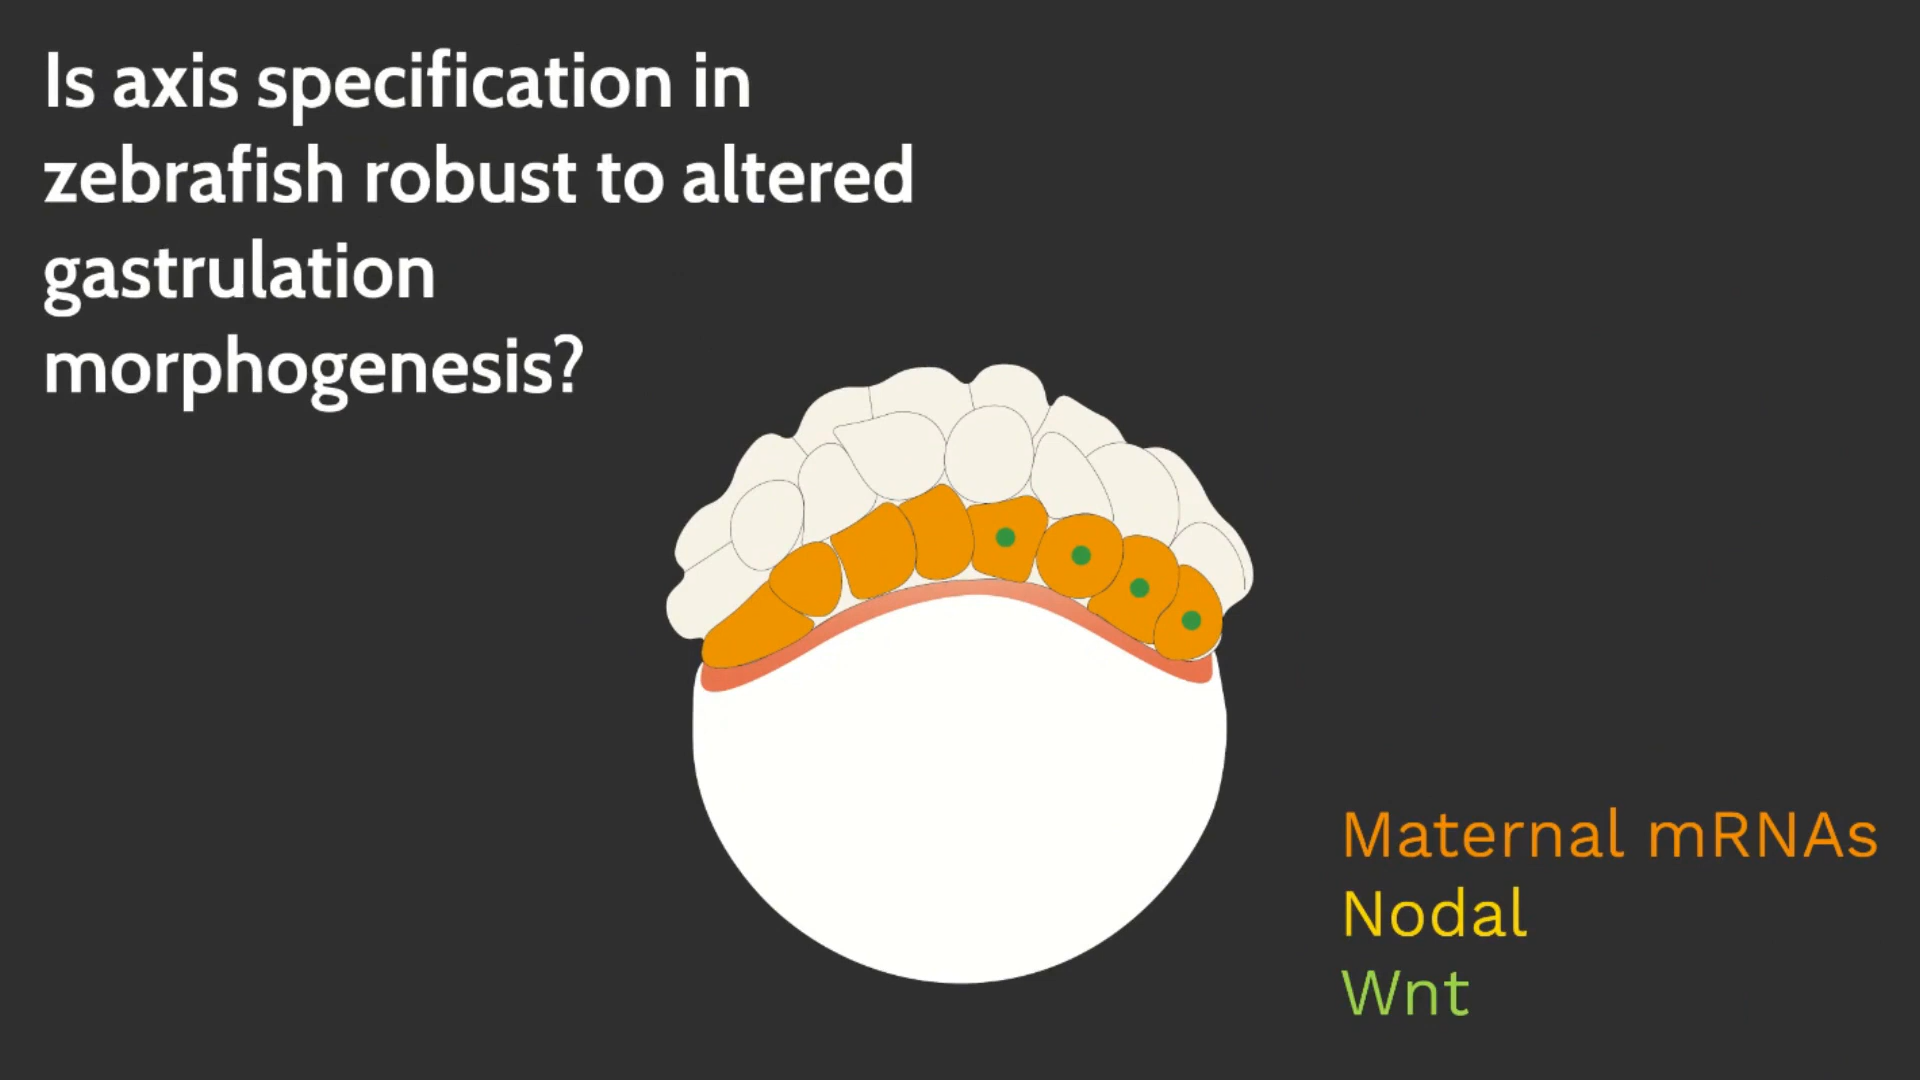 Is axis specification in
zebrafish robust to altered
gastrulation
morphogenesis?
Maternal mRNAs
Nodal
Wnt